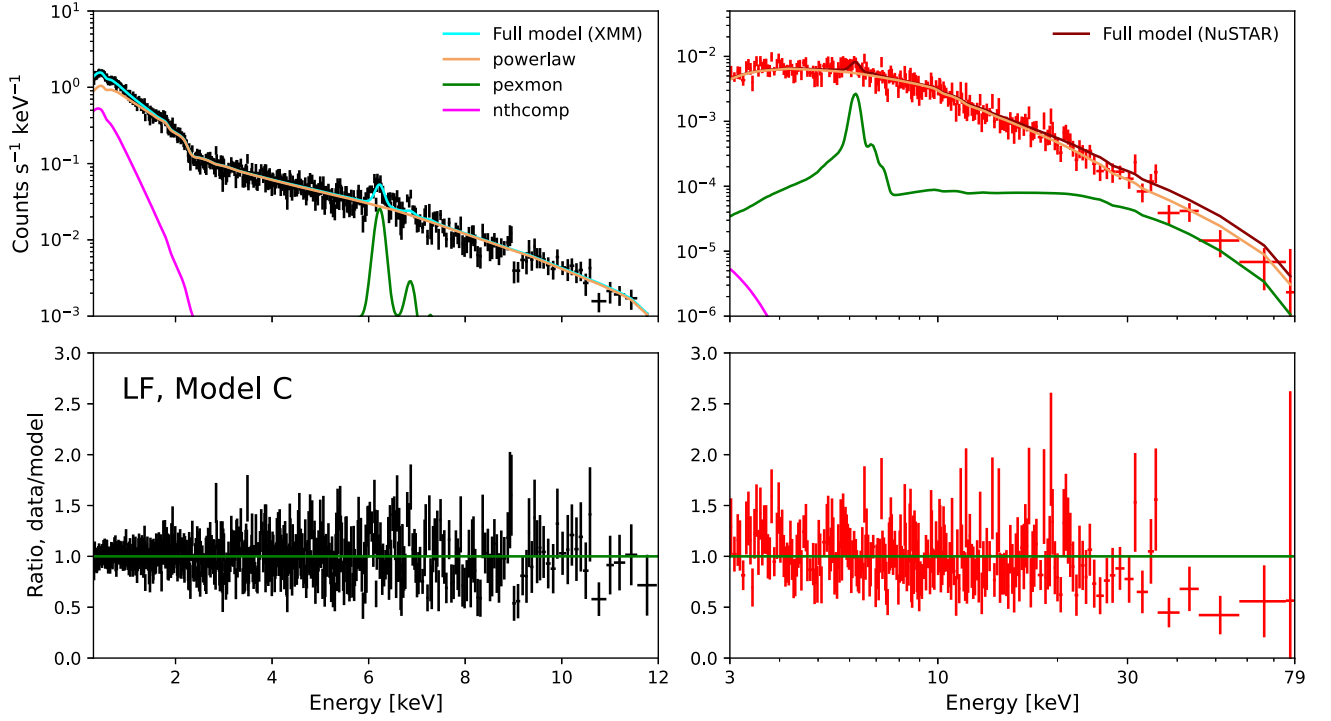 10^1
10^0
10^-1
10^-2
10^-3
Counts s^-1 keV^-1
Full model (XMM)
powerlaw
pexmon
nthcomp
10^-2
10^-3
10^-4
10^-5
10^-6
Full model (NuSTAR)
3.0
2.5
2.0
1.5
1.0
0.5
0.0
Ratio, data/model
LF, Model C
2 4 6 8 10 12
Energy [keV]
3.0
2.5
2.0
1.5
1.0
0.5
0.0
3 10 30 79
Energy [keV]